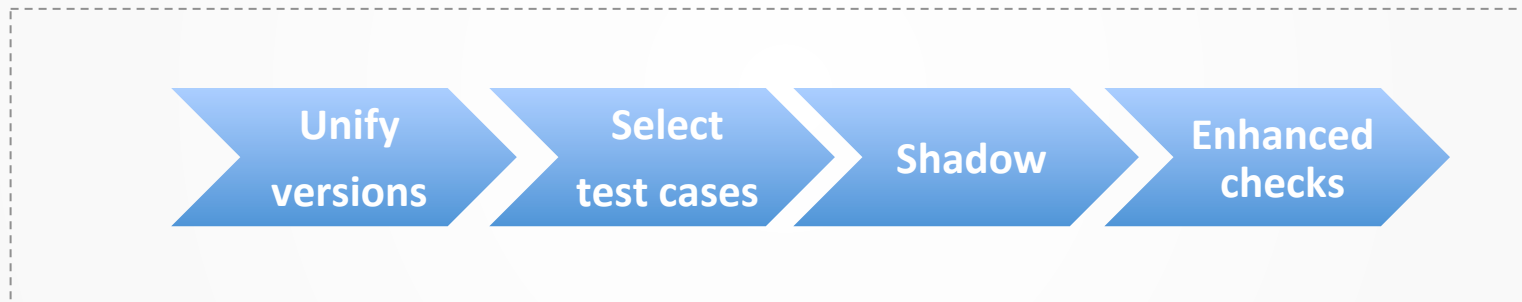 Unify
versions
Select
test cases
Shadow
Enhanced
checks